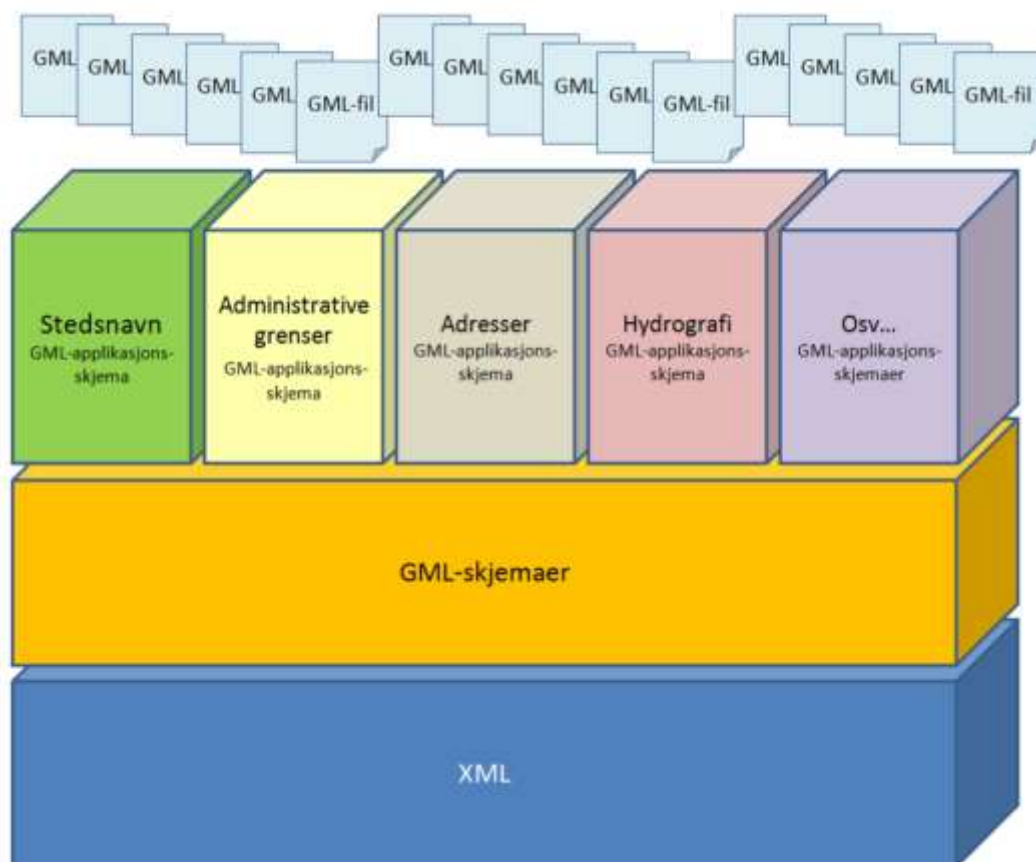 GML
GML
GML
GML
GML
GML-fil
GML
GML
GML
GML
GML
GML-fil
GML
GML
GML
GML
GML-fil
Stedsnavn
GML-applikasjons-
skjema
Administrative
grenser
GML-applikasjons-
skjema
Adresser
GML-applikasjons-
skjema
Hydrografi
GML-applikasjons-
skjema
Osv...
GML-applikasjons-
skjemaer
GML-skjemaer
XML